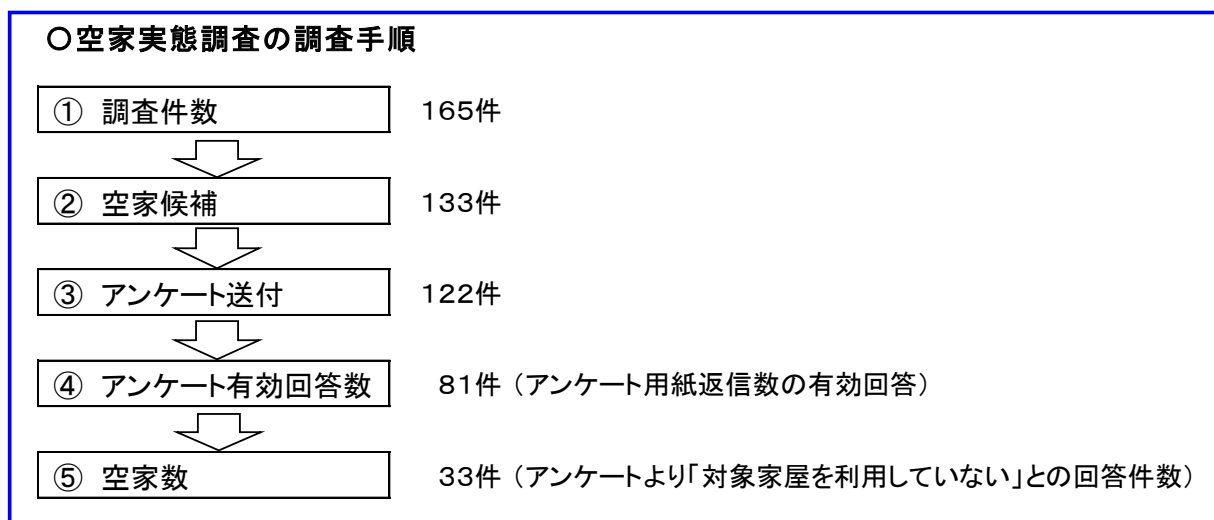 ○空家実態調査の調査手順
① 調査件数 165件
② 空家候補 133件
③ アンケート送付 122件
④ アンケート有効回答数 81件（アンケート用紙返信数の有効回答）
⑤ 空家数 33件（アンケートより「対象家屋を利用していない」との回答件数）